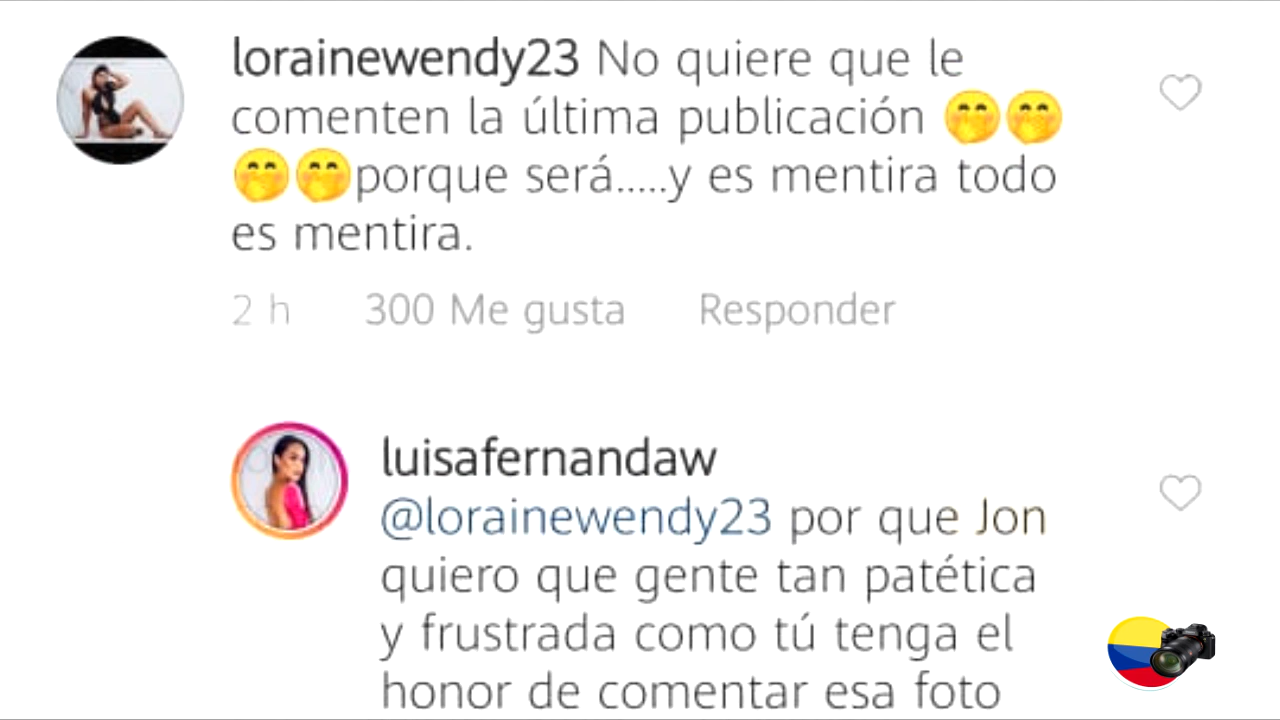 lorainewendy23 No quiere que le
comenten la última publicación 🤭🤭
🤭🤭porque será.....y es mentira todo
es mentira.
2 h 300 Me gusta Responder
luisafernandaw
@lorainewendy23 por que Jon
quiero que gente tan patética
y frustrada como tú tenga el
honor de comentar esa foto